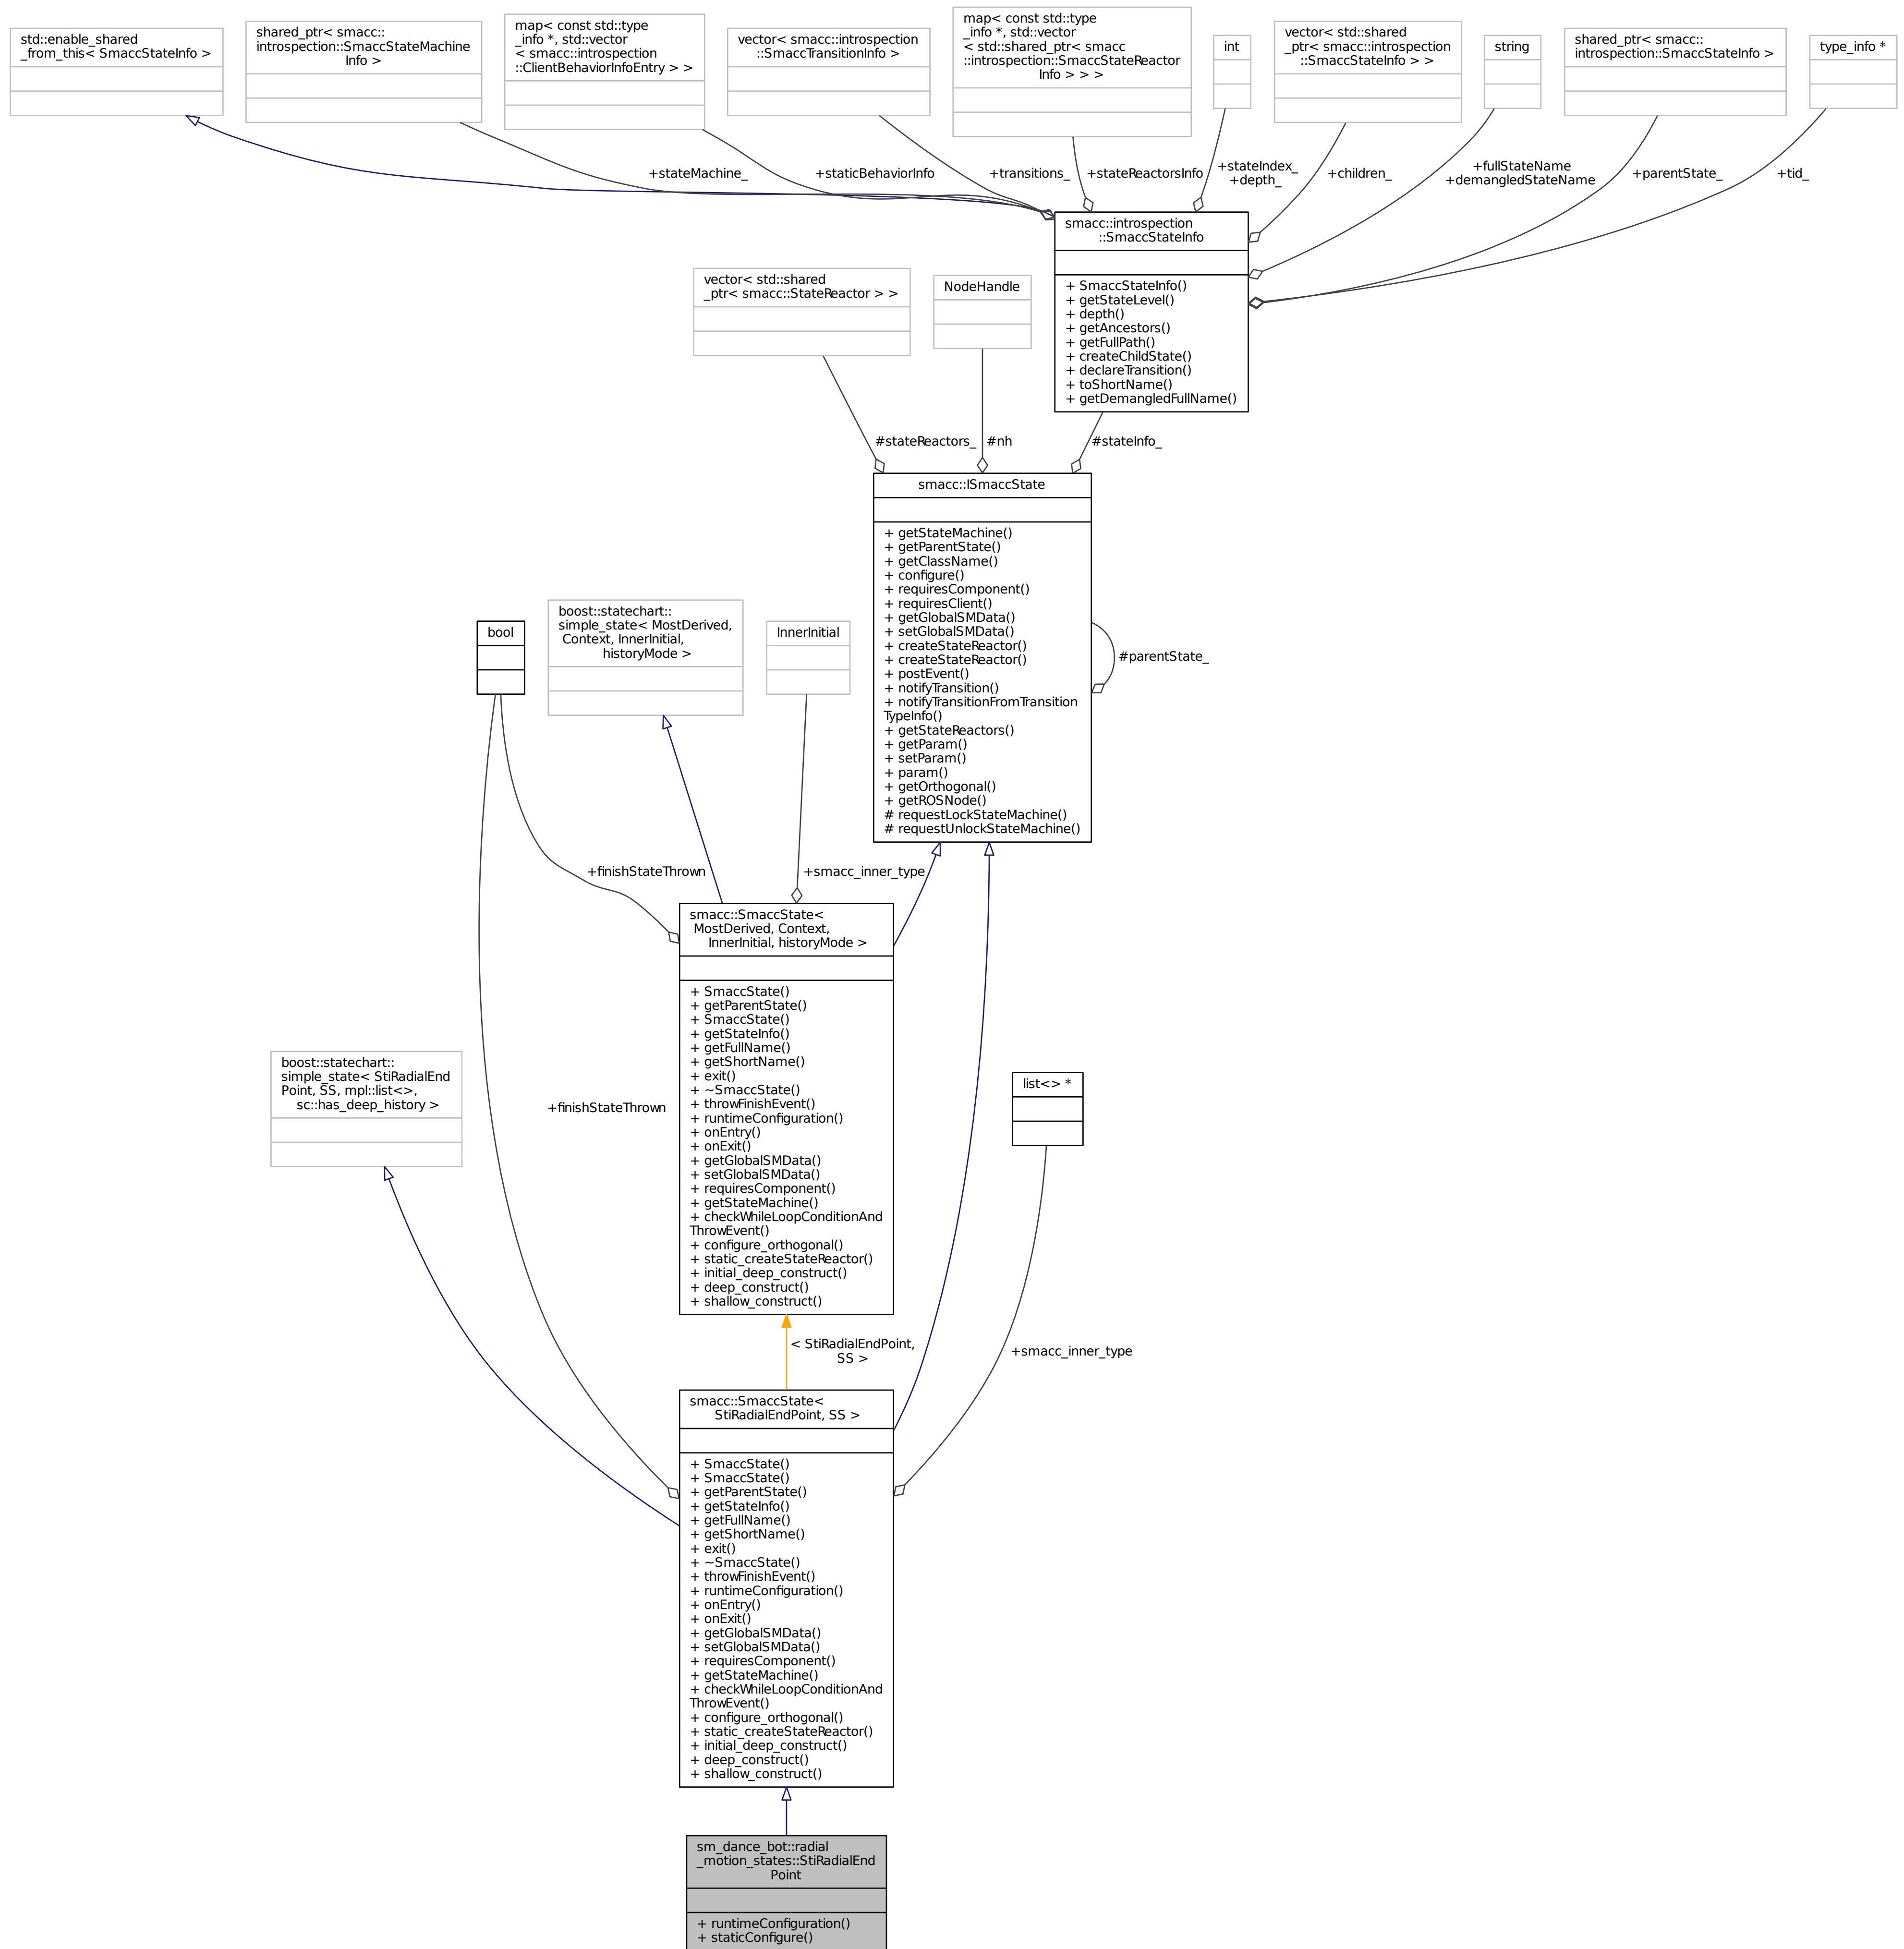 std::enable_shared
_from_this< SmaccStateInfo >
shared_ptr< smacc::
introspection::SmaccStateMachine
Info >
map< const std::type
_info *, std::vector
< smacc::introspection
::ClientBehaviorInfoEntry > >
vector< smacc::introspection
::SmaccTransitionInfo >
map< const std::type
_info *, std::vector
< std::shared_ptr< smacc
::introspection::SmaccStateReactor
Info > > >
int
vector< std::shared
_ptr< smacc::introspection
::SmaccStateInfo > >
string
shared_ptr< smacc::
introspection::SmaccStateInfo >
type_info *
+stateMachine_
+staticBehaviorInfo
+transitions_
+stateReactorsInfo
+stateIndex_
+depth_
+children_
+fullStateName
+demangledStateName
+parentState_
+tid_
smacc::introspection
::SmaccStateInfo
+ SmaccStateInfo()
+ getStateLevel()
+ depth()
+ getAncestors()
+ getFullPath()
+ createChildState()
+ declareTransition()
+ toShortName()
+ getDemangledFullName()
vector< std::shared
_ptr< smacc::StateReactor > >
NodeHandle
#stateReactors_
#nh
#stateInfo_
smacc::ISmaccState
+ getStateMachine()
+ getParentState()
+ getClassName()
+ configure()
+ requiresComponent()
+ requiresClient()
+ getGlobalSMData()
+ setGlobalSMData()
+ createStateReactor()
+ createStateReactor()
+ postEvent()
+ notifyTransition()
+ notifyTransitionFromTransition
TypeInfo()
+ getStateReactors()
+ getParam()
+ setParam()
+ param()
+ getOrthogonal()
+ getROSNode()
# requestLockStateMachine()
# requestUnlockStateMachine()
#parentState_
bool
boost::statechart::
simple_state< MostDerived,
Context, InnerInitial,
historyMode >
InnerInitial
+finishStateThrown
+smacc_inner_type
smacc::SmaccState<
MostDerived, Context,
InnerInitial, historyMode >
+ SmaccState()
+ getParentState()
+ SmaccState()
+ getStateInfo()
+ getFullName()
+ getShortName()
+ exit()
+ ~SmaccState()
+ throwFinishEvent()
+ runtimeConfiguration()
+ onEntry()
+ onExit()
+ getGlobalSMData()
+ setGlobalSMData()
+ requiresComponent()
+ getStateMachine()
+ checkWhileLoopConditionAnd
ThrowEvent()
+ configure_orthogonal()
+ static_createStateReactor()
+ initial_deep_construct()
+ deep_construct()
+ shallow_construct()
boost::statechart::
simple_state< StiRadialEnd
Point, SS, mpl::list<>,
sc::has_deep_history >
+finishStateThrown
list<> *
< StiRadialEndPoint,
SS >
+smacc_inner_type
smacc::SmaccState<
StiRadialEndPoint, SS >
+ SmaccState()
+ SmaccState()
+ getParentState()
+ getStateInfo()
+ getFullName()
+ getShortName()
+ exit()
+ ~SmaccState()
+ throwFinishEvent()
+ runtimeConfiguration()
+ onEntry()
+ onExit()
+ getGlobalSMData()
+ setGlobalSMData()
+ requiresComponent()
+ getStateMachine()
+ checkWhileLoopConditionAnd
ThrowEvent()
+ configure_orthogonal()
+ static_createStateReactor()
+ initial_deep_construct()
+ deep_construct()
+ shallow_construct()
sm_dance_bot::radial
_motion_states::StiRadialEnd
Point
+ runtimeConfiguration()
+ staticConfigure()